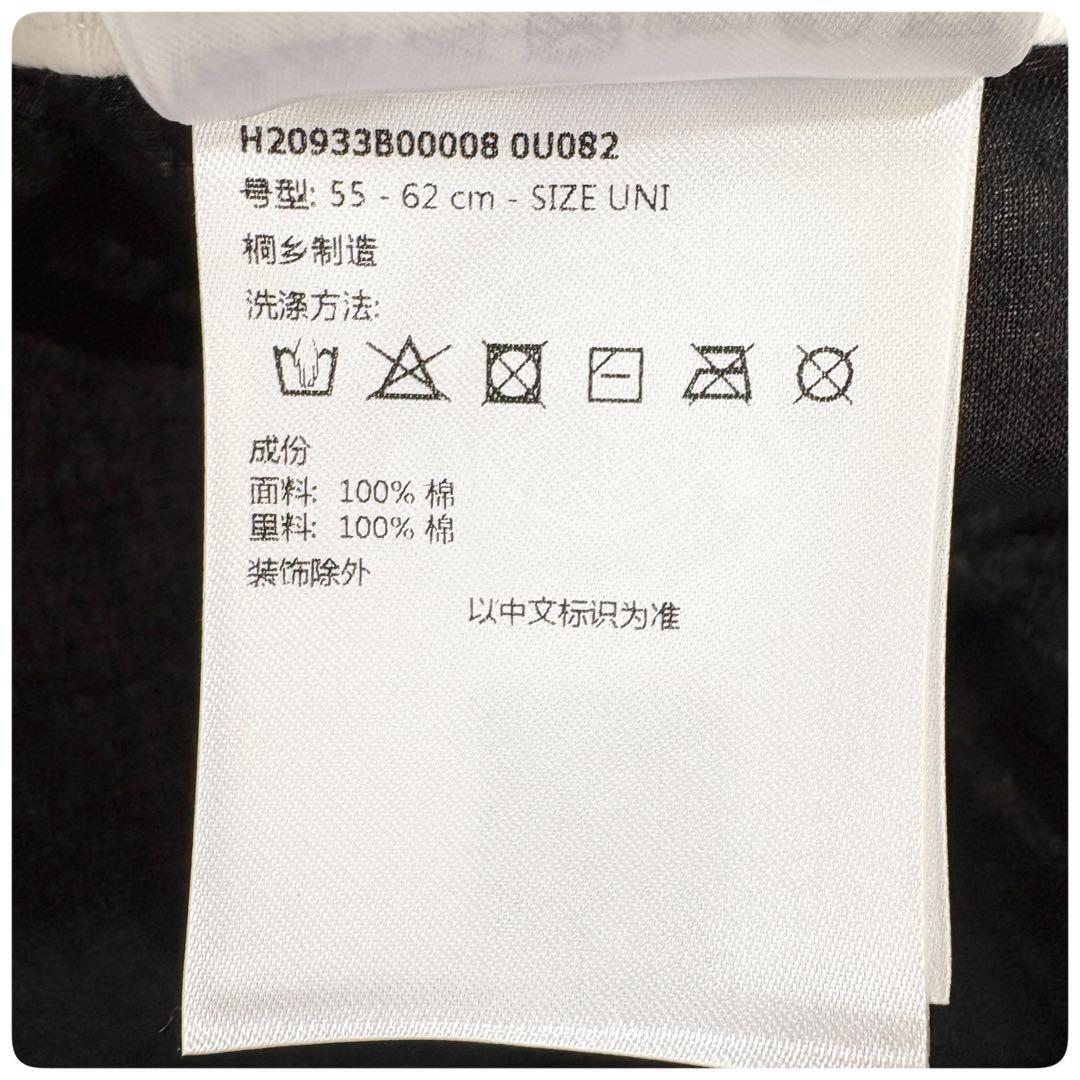 H20933B00008 0U082
号型: 55 - 62 cm - SIZE UNI
桐乡制造
洗涤方法:
成份
面料: 100% 棉
里料: 100% 棉
装饰除外
以中文标识为准